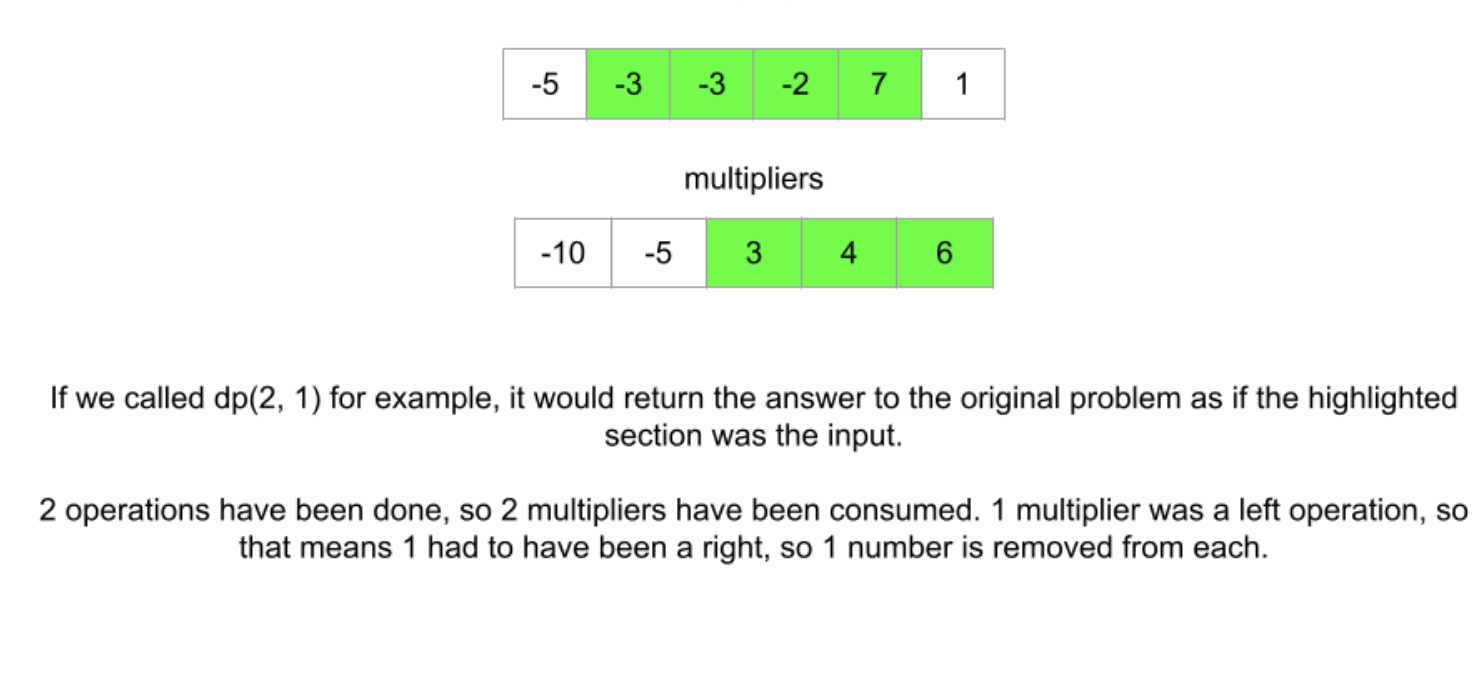 -5 -3 -3 -2 7 1
multipliers
-10 -5 3 4 6
If we called dp(2, 1) for example, it would return the answer to the original problem as if the highlighted
section was the input.
2 operations have been done, so 2 multipliers have been consumed. 1 multiplier was a left operation, so
that means 1 had to have been a right, so 1 number is removed from each.